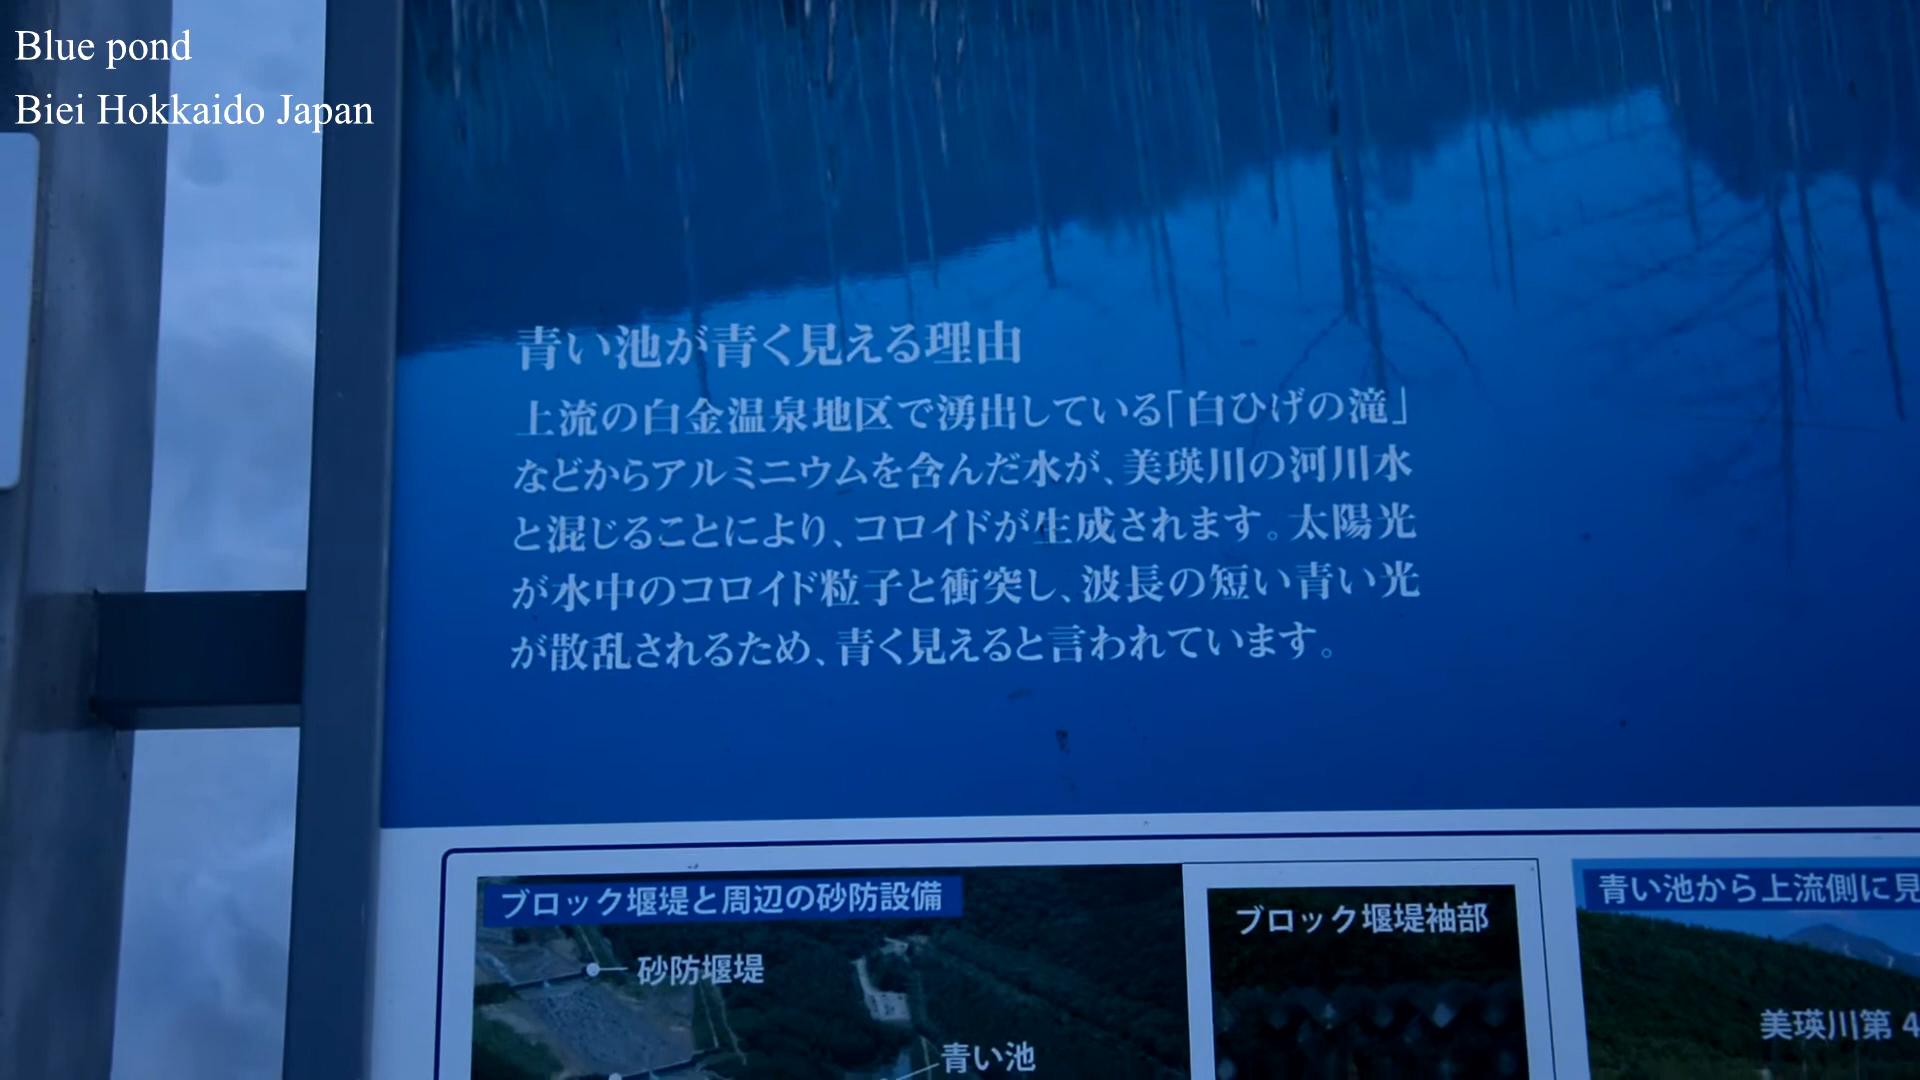 Blue pond
Biei Hokkaido Japan
青い池が青く見える理由
上流の白金温泉地区で湧出している「白ひげの滝」
などからアルミニウムを含んだ水が、美瑛川の河川水
と混じることにより、コロイドが生成されます。太陽光
が水中のコロイド粒子と衝突し、波長の短い青い光
が散乱されるため、青く見えると言われています。
ブロック堰堤と周辺の砂防設備
砂防堰堤
青い池
ブロック堰堤袖部
青い池から上流側に見
美瑛川第4